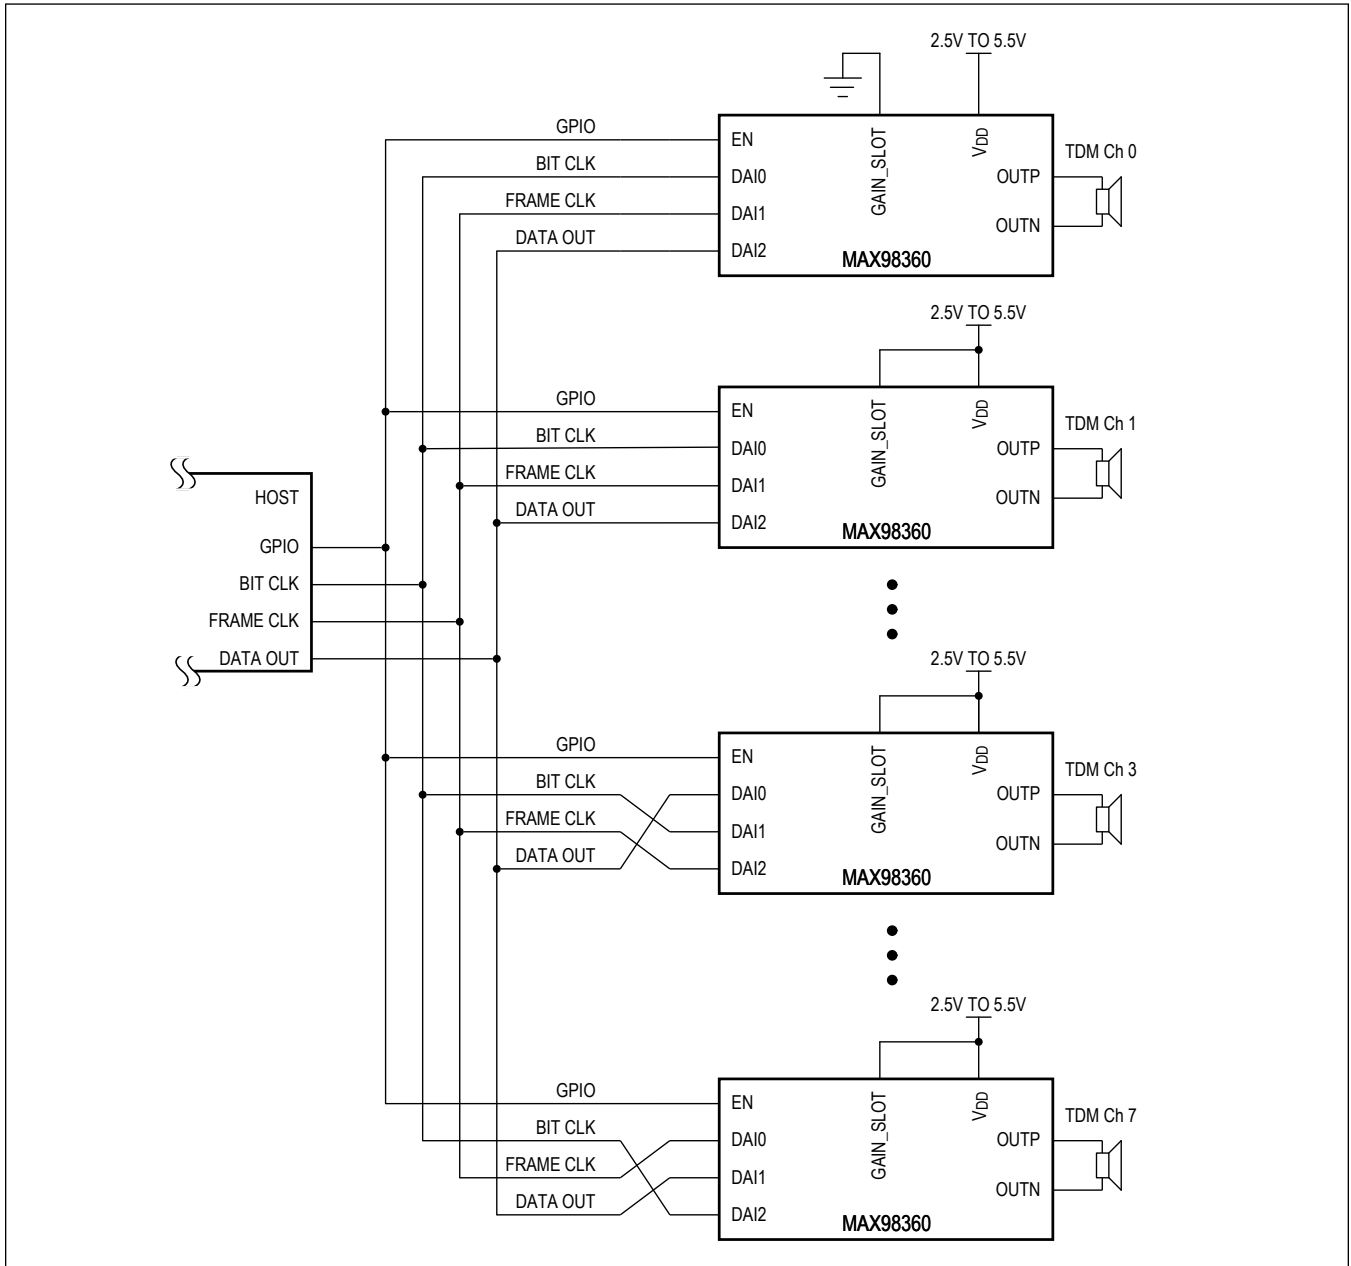 2.5V TO 5.5V
GPIO
BIT CLK
FRAME CLK
DATA OUT
EN
DAI0
DAI1
DAI2
GAIN_SLOT
VDD
OUTP
OUTN
MAX98360
TDM Ch 0
2.5V TO 5.5V
GPIO
BIT CLK
FRAME CLK
DATA OUT
EN
DAI0
DAI1
DAI2
GAIN_SLOT
VDD
OUTP
OUTN
MAX98360
TDM Ch 1
HOST
GPIO
BIT CLK
FRAME CLK
DATA OUT
2.5V TO 5.5V
GPIO
BIT CLK
FRAME CLK
DATA OUT
EN
DAI0
DAI1
DAI2
GAIN_SLOT
VDD
OUTP
OUTN
MAX98360
TDM Ch 3
2.5V TO 5.5V
GPIO
BIT CLK
FRAME CLK
DATA OUT
EN
DAI0
DAI1
DAI2
GAIN_SLOT
VDD
OUTP
OUTN
MAX98360
TDM Ch 7